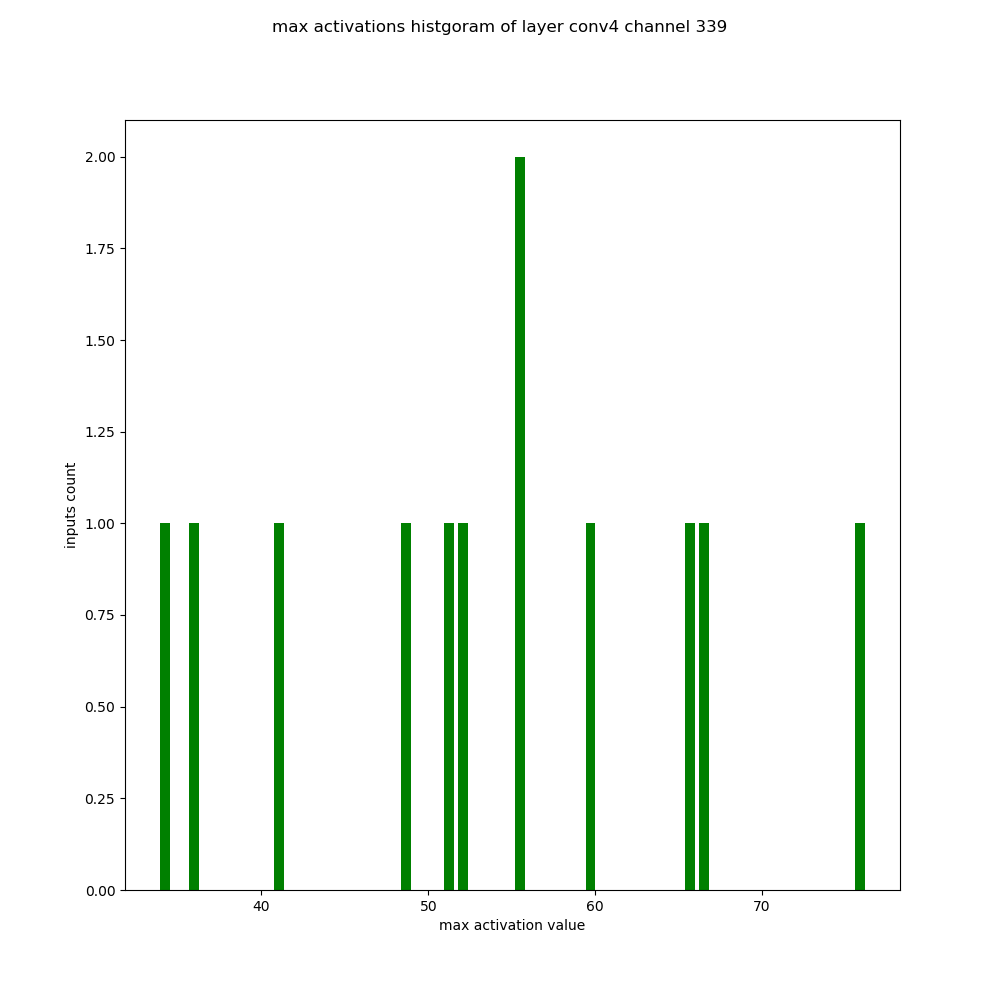 max activations histgoram of layer conv4 channel 339
2.00
1.75
1.50
1.25
1.00
0.75
0.50
0.25
0.00
inputs count
40 50 60 70
max activation value